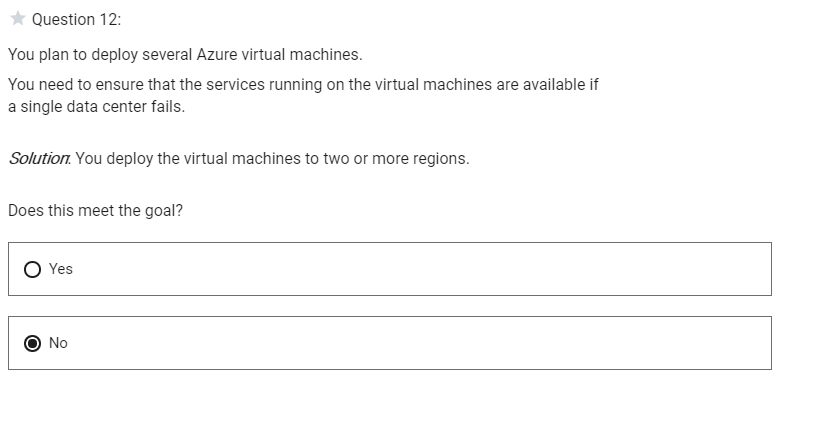 Question 12:
You plan to deploy several Azure virtual machines.
You need to ensure that the services running on the virtual machines are available if
a single data center fails.
Solution: You deploy the virtual machines to two or more regions.
Does this meet the goal?
Yes
No